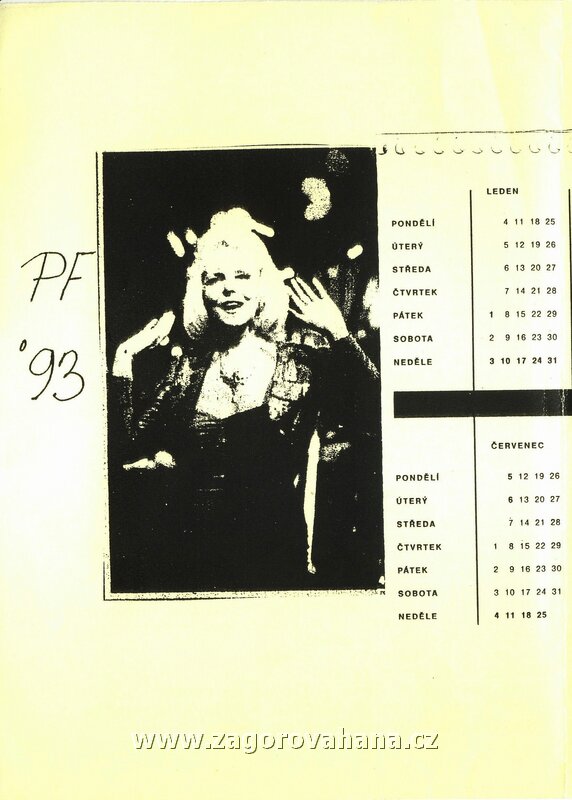 PF
'93
LEDEN
PONDĚLÍ 4 11 18 25
ÚTERÝ 5 12 19 26
STŘEDA 6 13 20 27
ČTVRTEK 7 14 21 28
PÁTEK 1 8 15 22 29
SOBOTA 2 9 16 23 30
NEDĚLE 3 10 17 24 31
ČERVENEC
PONDĚLÍ 5 12 19 26
ÚTERÝ 6 13 20 27
STŘEDA 7 14 21 28
ČTVRTEK 1 8 15 22 29
PÁTEK 2 9 16 23 30
SOBOTA 3 10 17 24 31
NEDĚLE 4 11 18 25
www.zagorovahana.cz